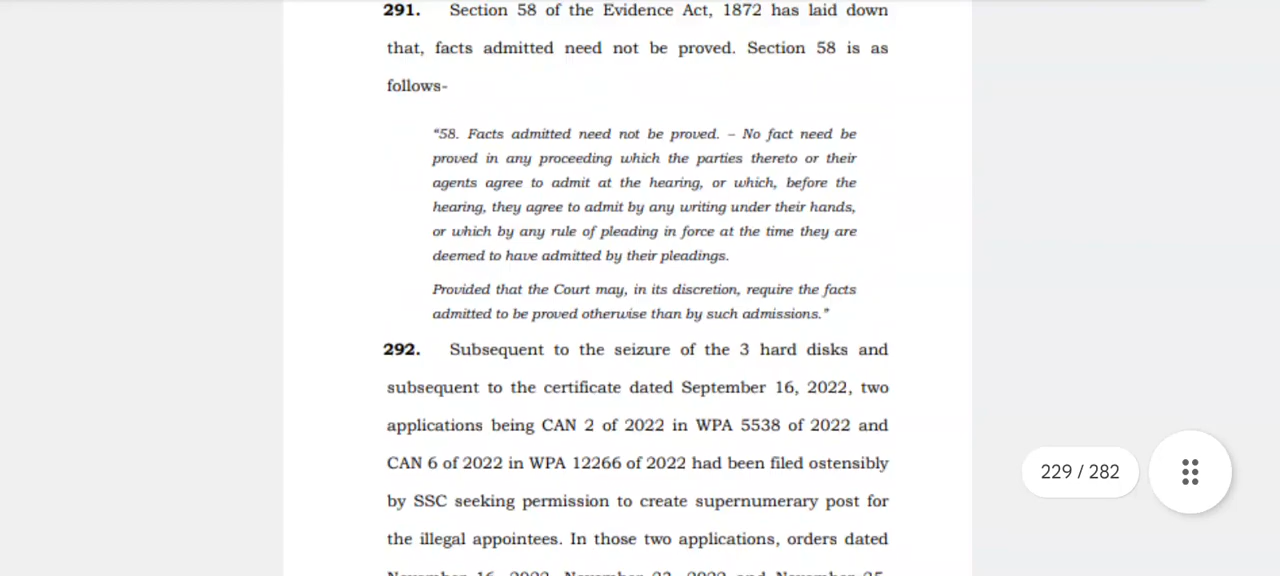 291. Section 58 of the Evidence Act, 1872 has laid down
that, facts admitted need not be proved. Section 58 is as
follows-
"58. Facts admitted need not be proved. – No fact need be
proved in any proceeding which the parties thereto or their
agents agree to admit at the hearing, or which, before the
hearing, they agree to admit by any writing under their hands,
or which by any rule of pleading in force at the time they are
deemed to have admitted by their pleadings.
Provided that the Court may, in its discretion, require the facts
admitted to be proved otherwise than by such admissions."
292. Subsequent to the seizure of the 3 hard disks and
subsequent to the certificate dated September 16, 2022, two
applications being CAN 2 of 2022 in WPA 5538 of 2022 and
CAN 6 of 2022 in WPA 12266 of 2022 had been filed ostensibly
by SSC seeking permission to create supernumerary post for
the illegal appointees. In those two applications, orders dated
November 16, 2022, November 23, 2022 and November 25,
229 / 282